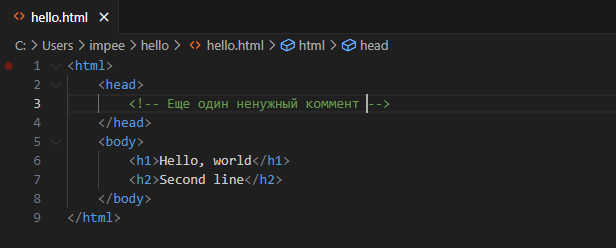 hello.html
C: > Users > impee > hello > hello.html > html > head
1 <html>
2 <head>
3 <!-- Еще один ненужный коммент -->
4 </head>
5 <body>
6 <h1>Hello, world</h1>
7 <h2>Second line</h2>
8 </body>
9 </html>